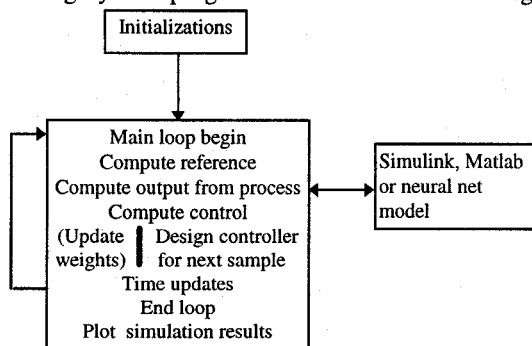 Initializations
Main loop begin
Compute reference
Compute output from process
Compute control
(Update weights)
Design controller for next sample
Time updates
End loop
Plot simulation results
Simulink, Matlab
or neural net
model